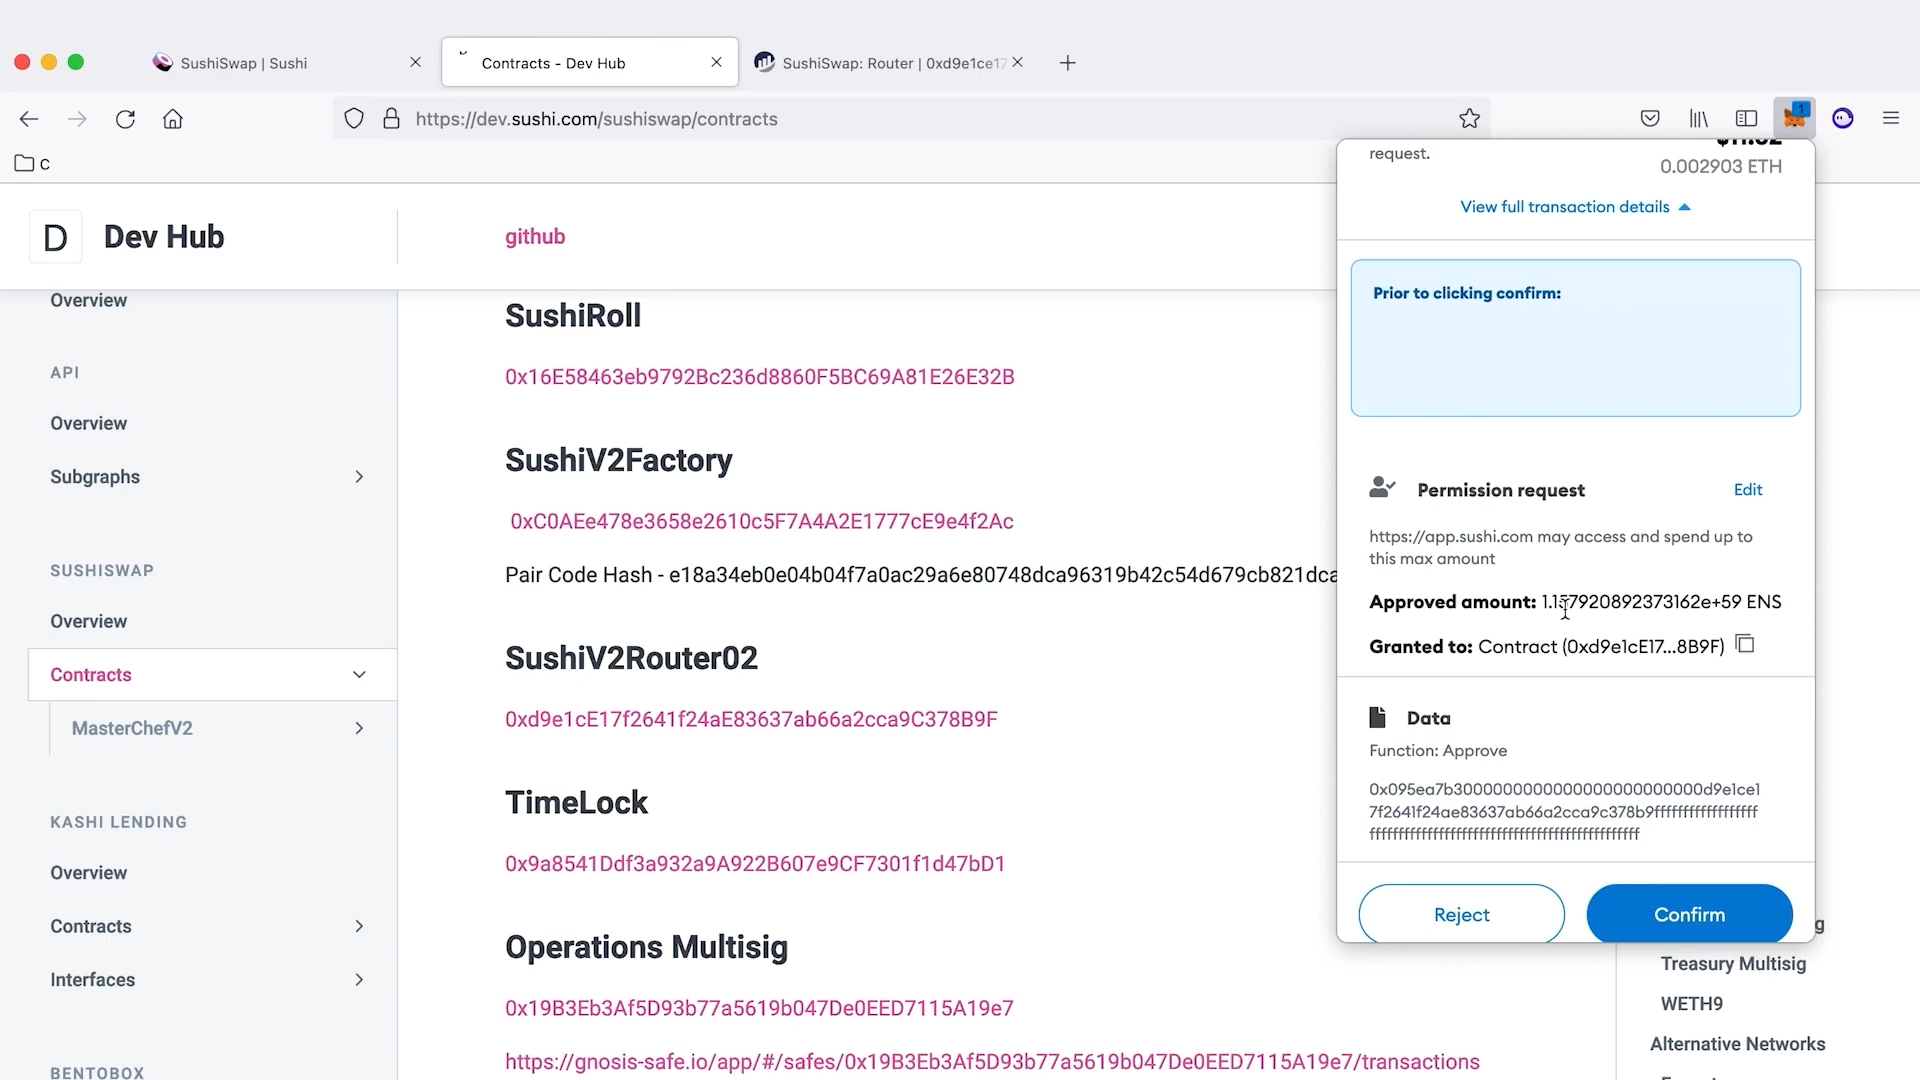 SushiSwap | Sushi
Contracts - Dev Hub
SushiSwap: Router | 0xd9e1ce17
https://dev.sushi.com/sushiswap/contracts
1
C
D
Dev Hub
github
Overview
API
Overview
Subgraphs
SUSHISWAP
Overview
Contracts
MasterChefV2
KASHI LENDING
Overview
Contracts
Interfaces
BENTOBOX
SushiRoll
0x16E58463eb9792Bc236d8860F5BC69A81E26E32B
SushiV2Factory
0xC0AEe478e3658e2610c5F7A4A2E1777cE9e4f2Ac
Pair Code Hash - e18a34eb0e04b04f7a0ac29a6e80748dca96319b42c54d679cb821dca
SushiV2Router02
0xd9e1cE17f2641f24aE83637ab66a2cca9C378B9F
TimeLock
0x9a8541Ddf3a932a9A922B607e9CF7301f1d47bD1
Operations Multisig
0x19B3Eb3Af5D93b77a5619b047De0EED7115A19e7
https://gnosis-safe.io/app/#/safes/0x19B3Eb3Af5D93b77a5619b047De0EED7115A19e7/transactions
request.
0.002903 ETH
View full transaction details
Prior to clicking confirm:
Permission request
Edit
https://app.sushi.com may access and spend up to
this max amount
Approved amount: 1.157920892373162e+59 ENS
Granted to: Contract (0xd9e1cE17...8B9F)
Data
Function: Approve
0x095ea7b3000000000000000000000000d9e1ce1
7f2641f24ae83637ab66a2cca9c378b9ffffffffffffffffff
ffffffffffffffffffffffffffffffffffffffffffffffff
Reject
Confirm
g
Treasury Multisig
WETH9
Alternative Networks